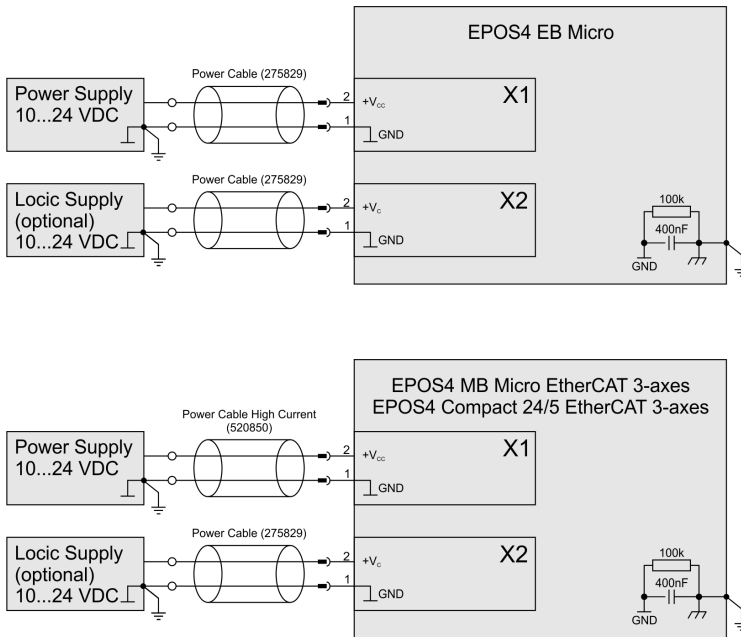 EPOS4 EB Micro
Power Cable (275829)
Power Supply
10...24 VDC
2
+Vcc
X1
1
GND
Power Cable (275829)
Locic Supply
(optional)
10...24 VDC
2
+Vc
X2
1
GND
100k
400nF
GND
EPOS4 MB Micro EtherCAT 3-axes
EPOS4 Compact 24/5 EtherCAT 3-axes
Power Cable High Current
(520850)
Power Supply
10...24 VDC
2
+Vcc
X1
1
GND
Power Cable (275829)
Locic Supply
(optional)
10...24 VDC
2
+Vc
X2
1
GND
100k
400nF
GND